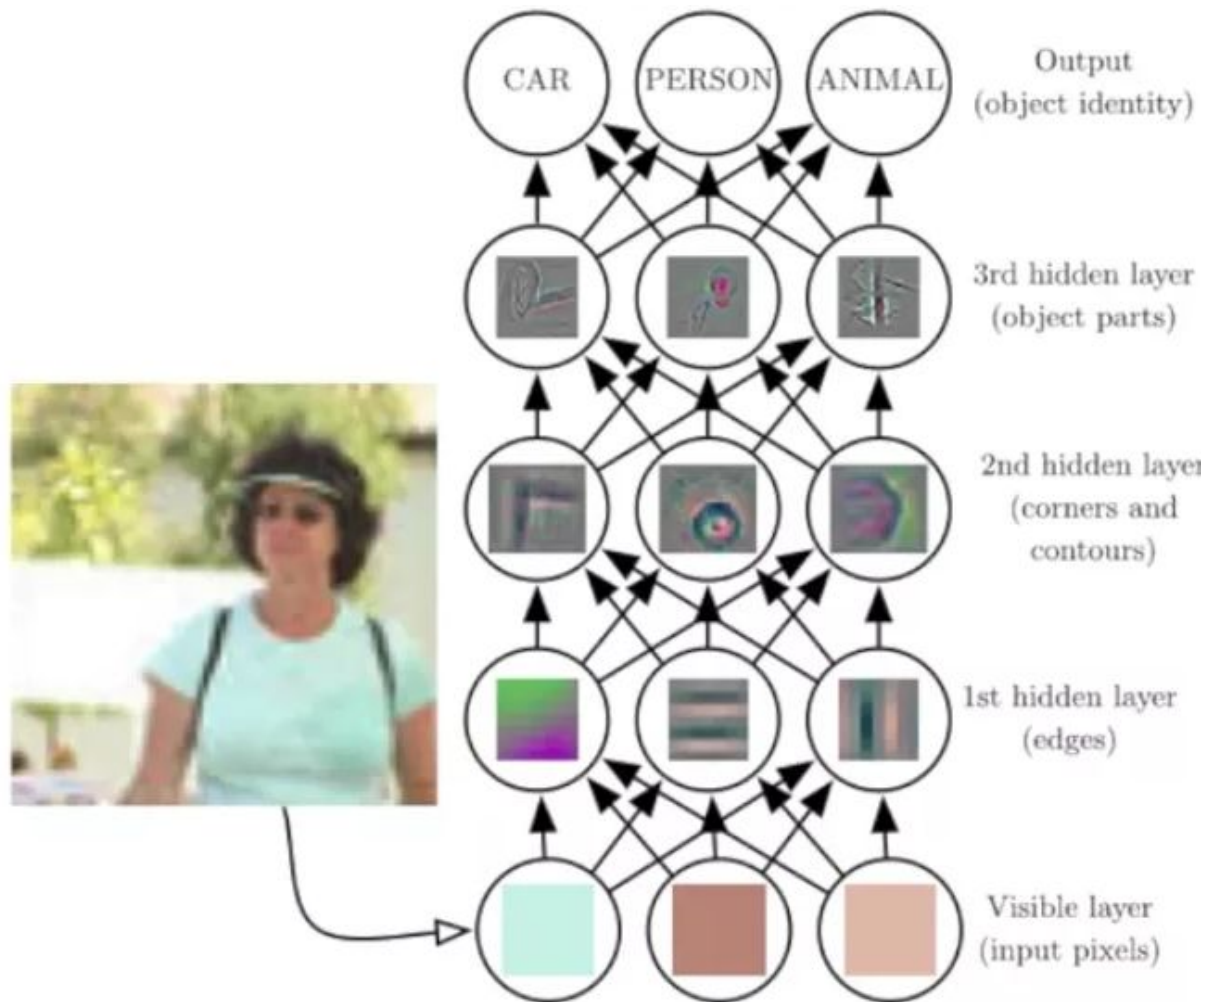 CAR PERSON ANIMAL
Output
(object identity)
3rd hidden layer
(object parts)
2nd hidden layer
(corners and
contours)
1st hidden layer
(edges)
Visible layer
(input pixels)